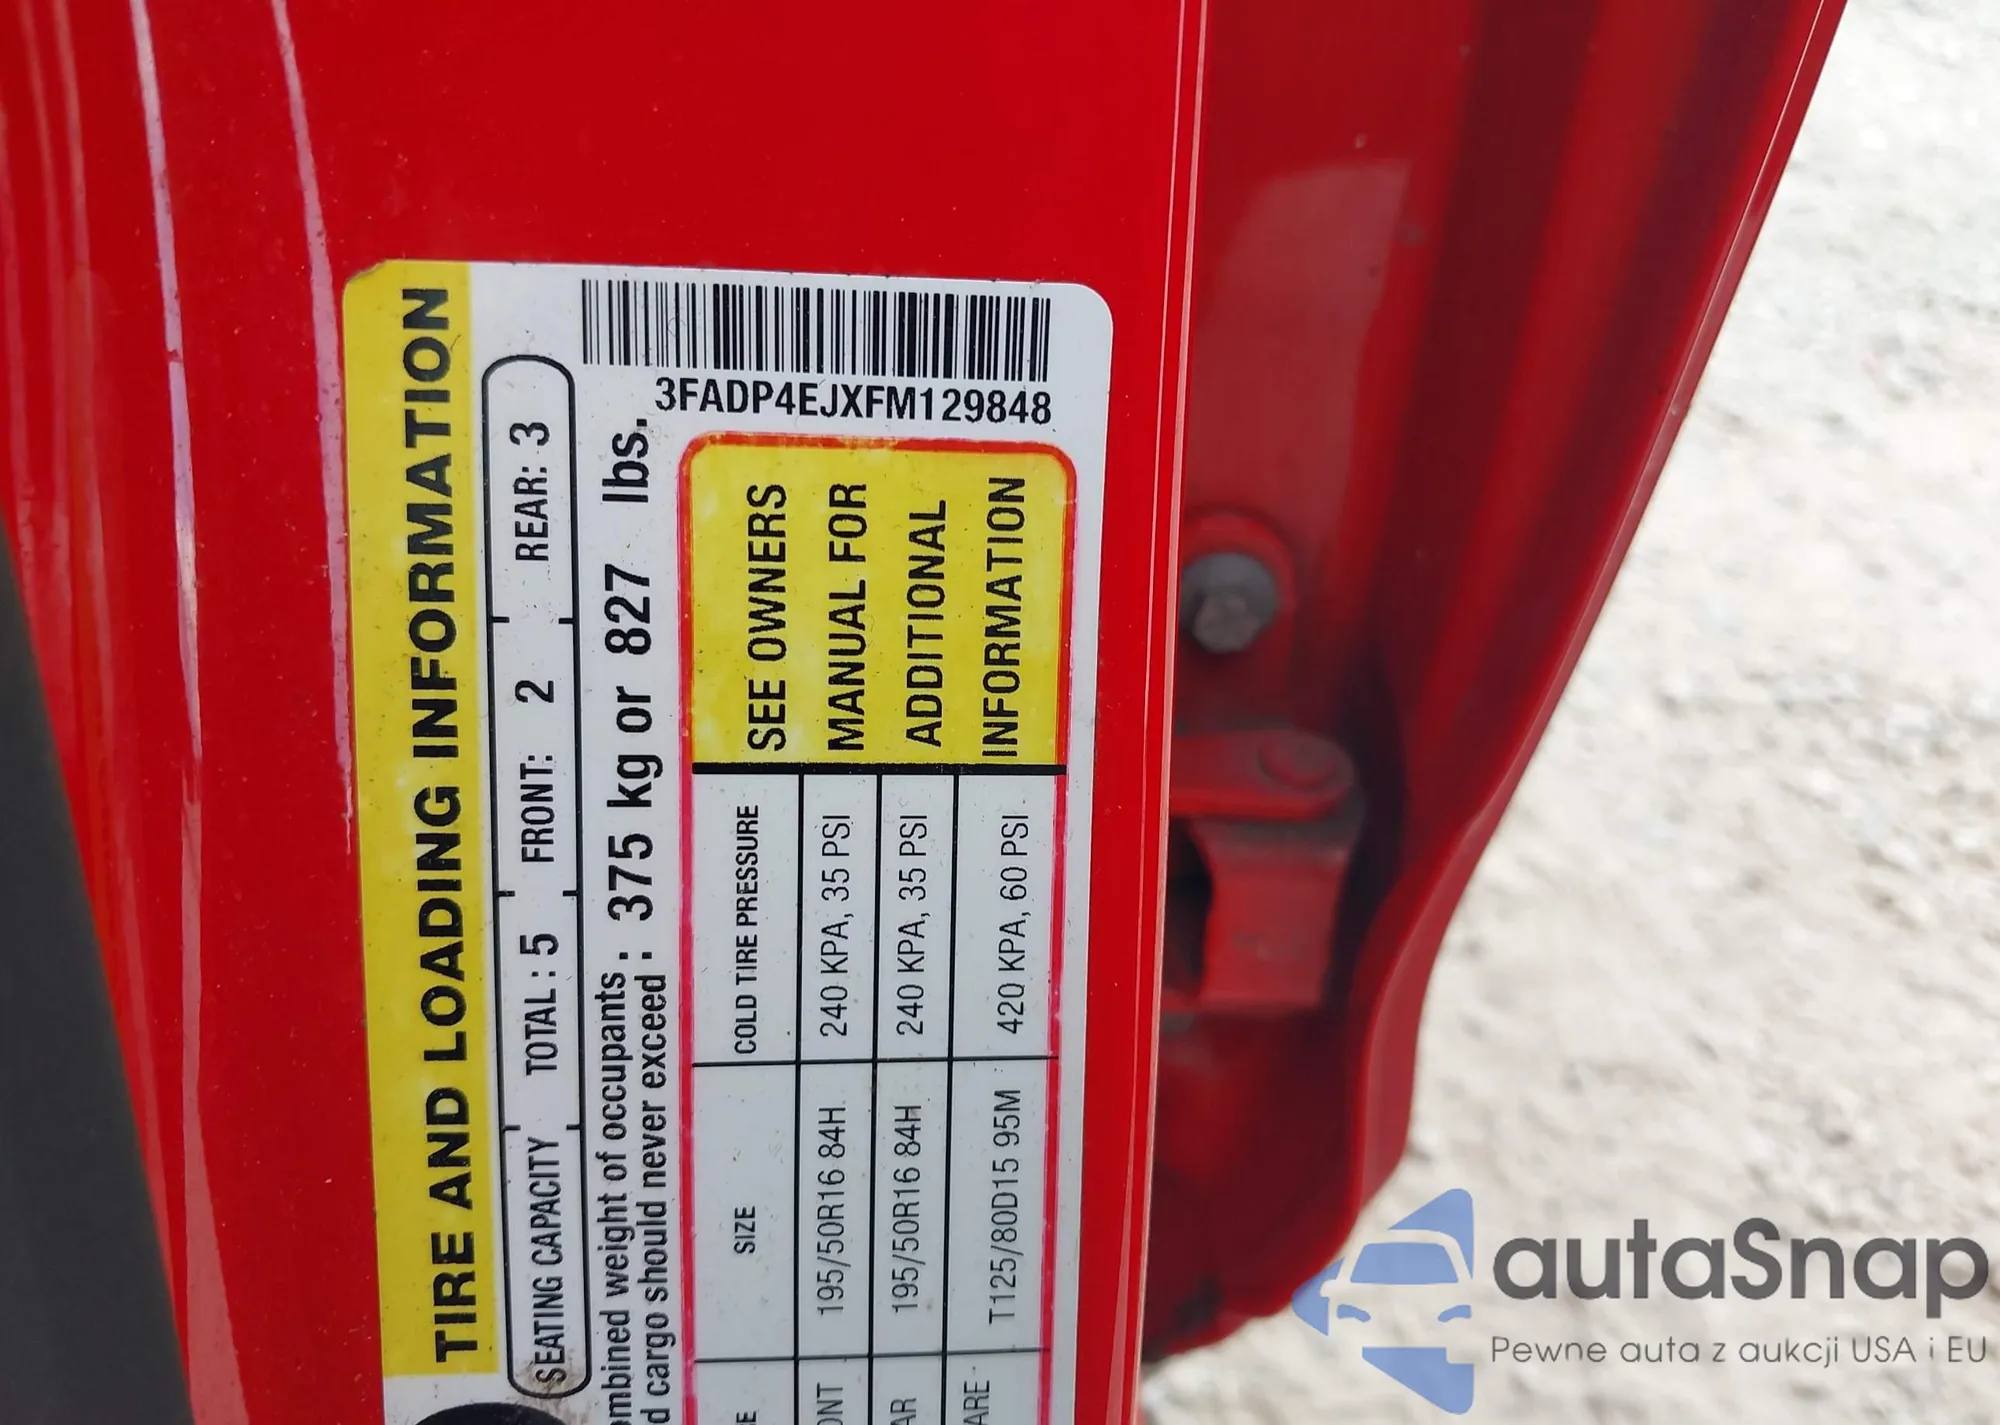 TIRE AND LOADING INFORMATION
SEATING CAPACITY TOTAL : 5 FRONT: 2 REAR: 3
of occupants
cargo should never exceed : 375 kg or 827 lbs.
3FADP4EJXFM129848
SIZE COLD TIRE PRESSURE SEE OWNERS
195/50R16 84H 240 KPA, 35 PSI MANUAL FOR
195/50R16 84H 240 KPA, 35 PSI ADDITIONAL
T125/80D15 95M 420 KPA, 60 PSI INFORMATION
autaSnap
Pewne auta z aukcji USA i EU